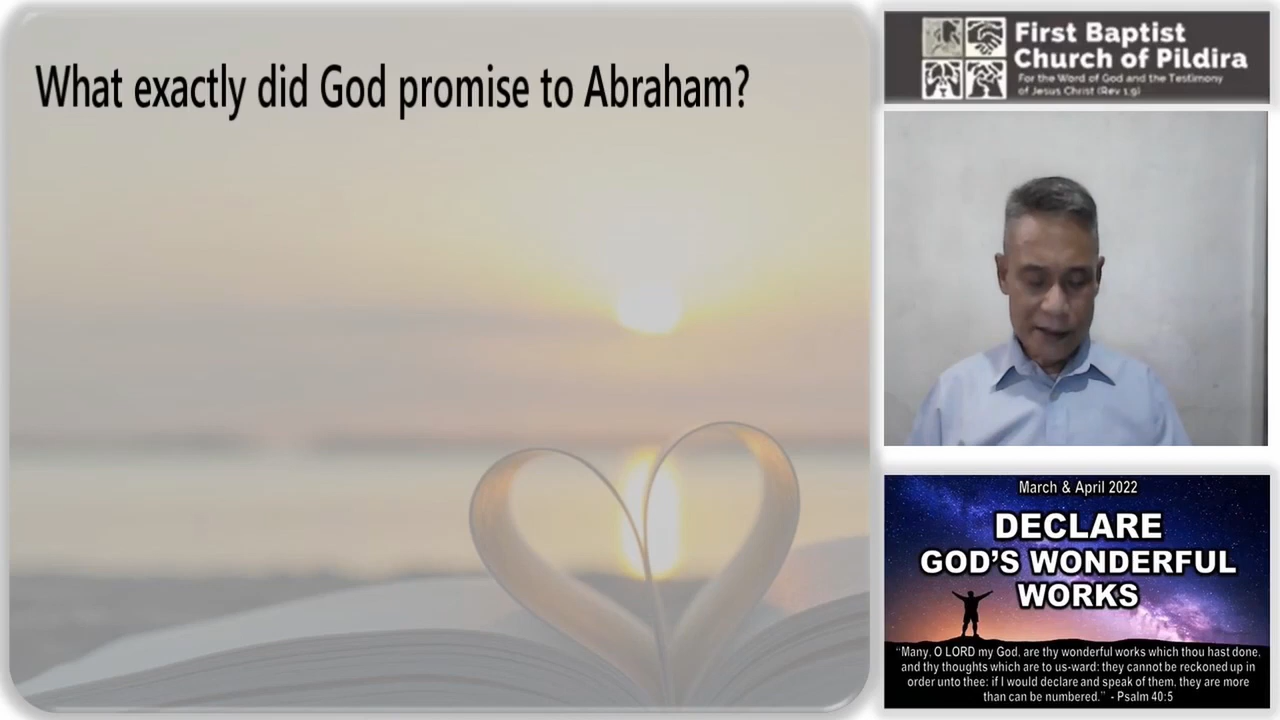 What exactly did God promise to Abraham?
First Baptist
Church of Pildira
For the Word of God and the Testimony
of Jesus Christ (Rev 1:9)
March & April 2022
DECLARE
GOD'S WONDERFUL
WORKS
"Many, O LORD my God, are thy wonderful works which thou hast done,
and thy thoughts which are to us-ward: they cannot be reckoned up in
order unto thee: if I would declare and speak of them, they are more
than can be numbered." - Psalm 40:5